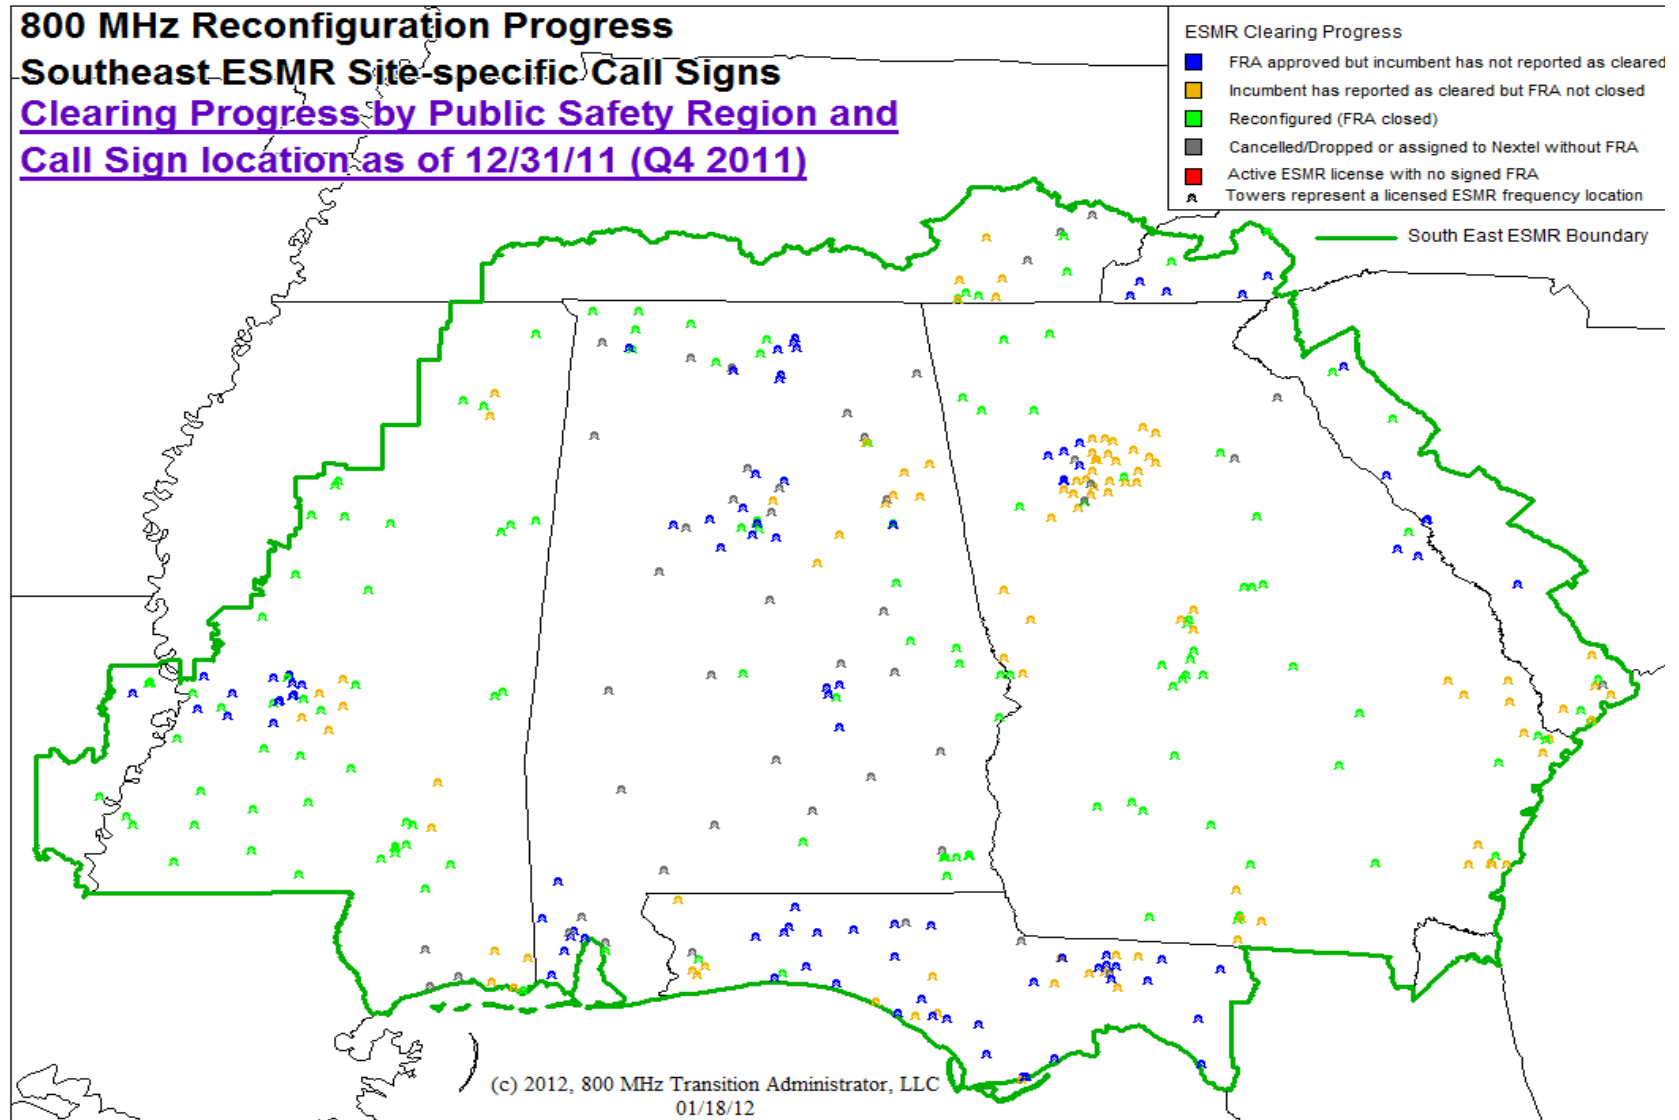 800 MHz Reconfiguration Progress
Southeast ESMR Site-specific Call Signs
Clearing Progress by Public Safety Region and
Call Sign location as of 12/31/11 (Q4 2011)
ESMR Clearing Progress
FRA approved but incumbent has not reported as cleared
Incumbent has reported as cleared but FRA not closed
Reconfigured (FRA closed)
Cancelled/Dropped or assigned to Nextel without FRA
Active ESMR license with no signed FRA
Towers represent a licensed ESMR frequency location
South East ESMR Boundary
(c) 2012, 800 MHz Transition Administrator, LLC
01/18/12